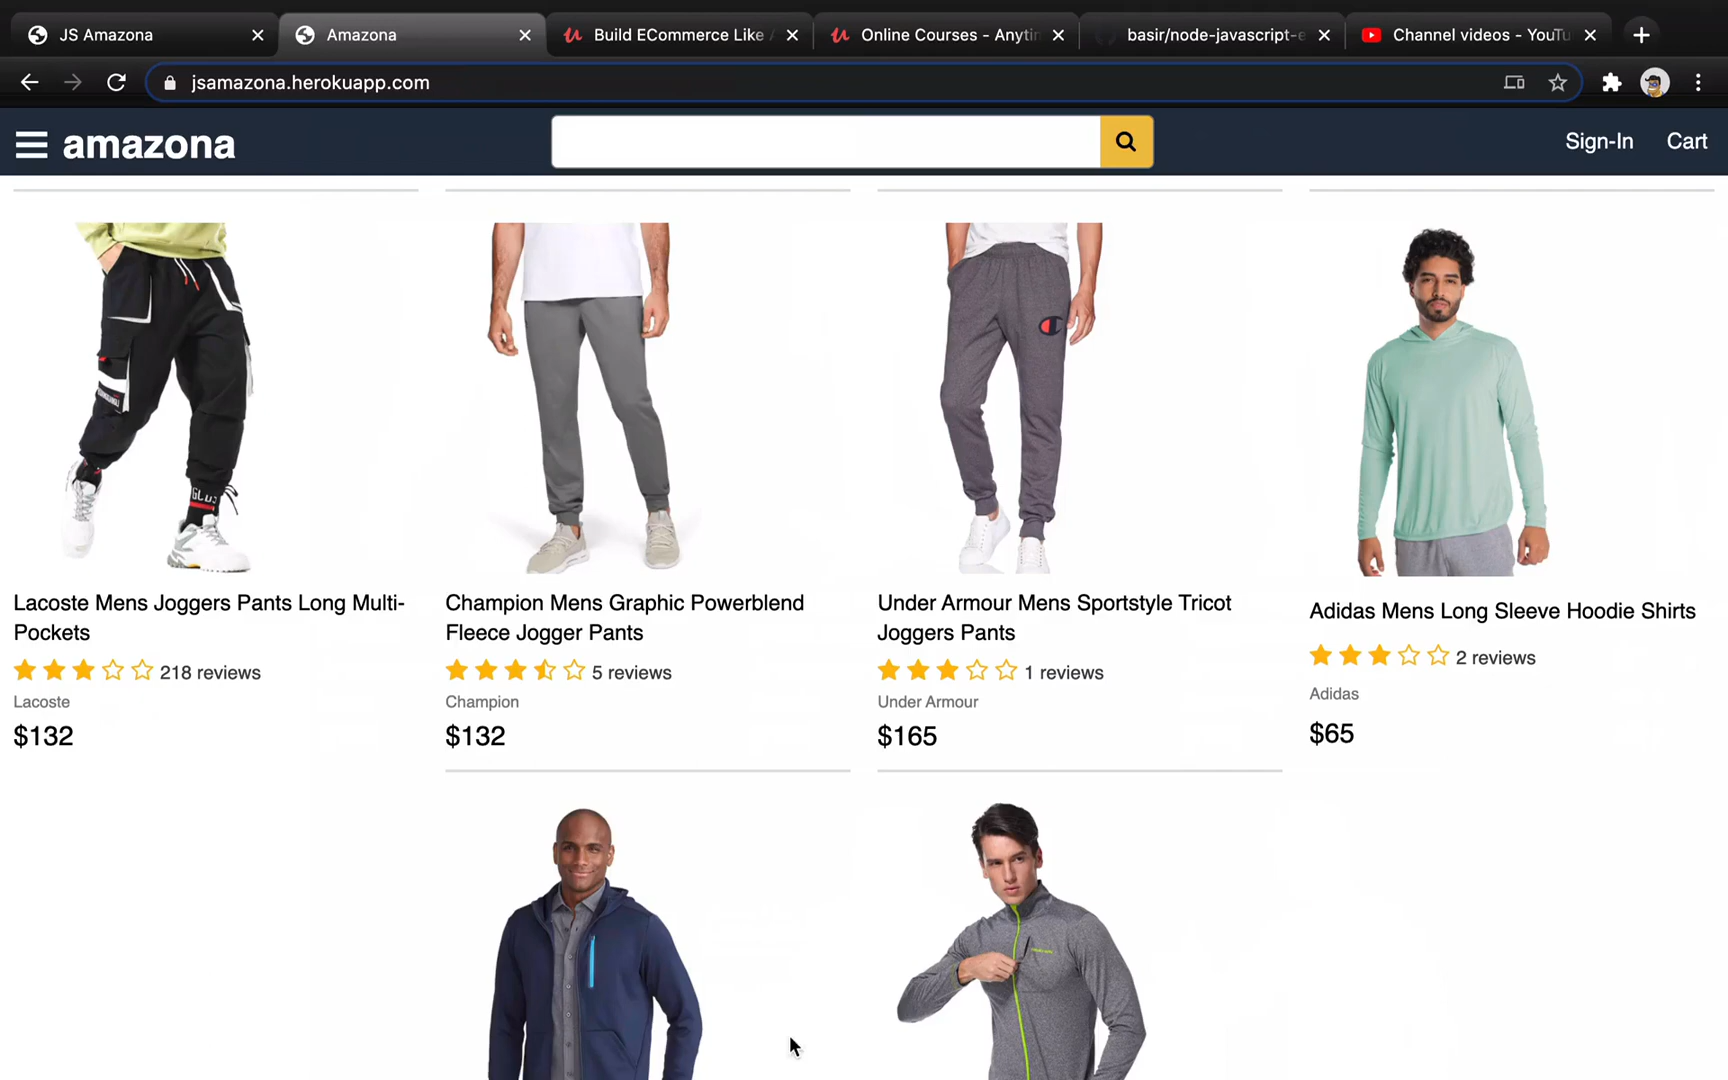 JS Amazona
Amazona
Build ECommerce Like
Online Courses - Anytin
basir/node-javascript-e
Channel videos - YouTu
jsamazona.herokuapp.com
amazona
Sign-In
Cart
Lacoste Mens Joggers Pants Long Multi-
Pockets
218 reviews
Lacoste
$132
Champion Mens Graphic Powerblend
Fleece Jogger Pants
5 reviews
Champion
$132
Under Armour Mens Sportstyle Tricot
Joggers Pants
1 reviews
Under Armour
$165
Adidas Mens Long Sleeve Hoodie Shirts
2 reviews
Adidas
$65